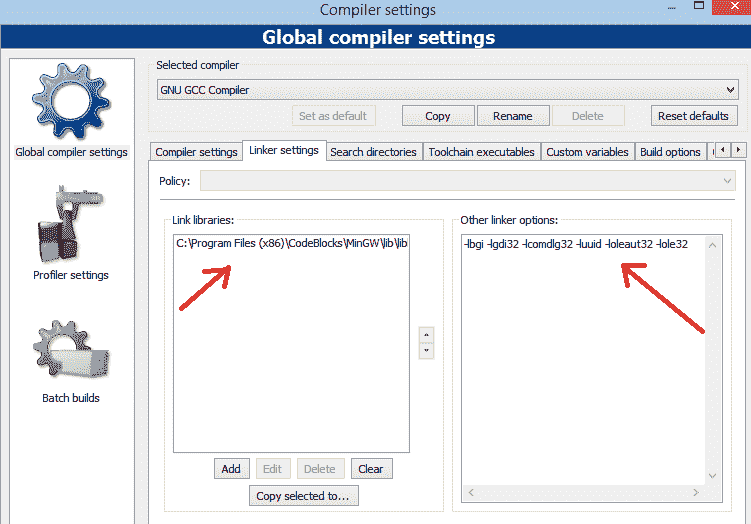 Compiler settings
Global compiler settings
Global compiler settings
Profiler settings
Batch builds
Selected compiler
GNU GCC Compiler
Set as default
Copy
Rename
Delete
Reset defaults
Compiler settings
Linker settings
Search directories
Toolchain executables
Custom variables
Build options
Policy:
Link libraries:
C:\Program Files (x86)\CodeBlocks\MinGW\lib\lib
Add
Edit
Delete
Clear
Copy selected to...
Other linker options:
-lbgi -lgdi32 -lcomdlg32 -luuid -loleaut32 -lole32